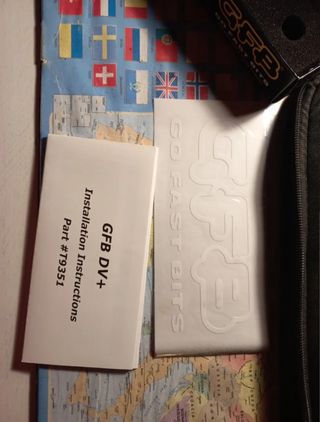 GFB
GFB DV+
Installation Instructions
Part #T9351
GFB
GO FAST BITS